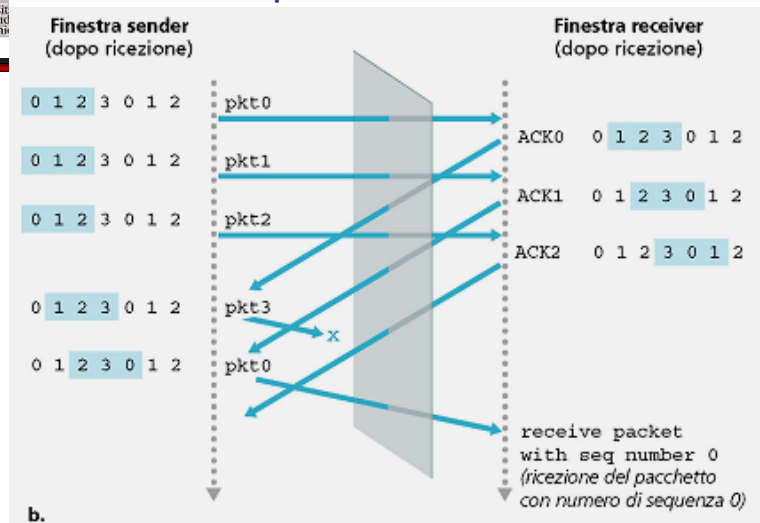 Finestra sender
(dopo ricezione)
Finestra receiver
(dopo ricezione)
0 1 2 3 0 1 2
pkt0
ACK0 0 1 2 3 0 1 2
0 1 2 3 0 1 2
pkt1
ACK1 0 1 2 3 0 1 2
0 1 2 3 0 1 2
pkt2
ACK2 0 1 2 3 0 1 2
0 1 2 3 0 1 2
pkt3
x
0 1 2 3 0 1 2
pkt0
receive packet
with seq number 0
(ricezione del pacchetto
con numero di sequenza 0)
b.